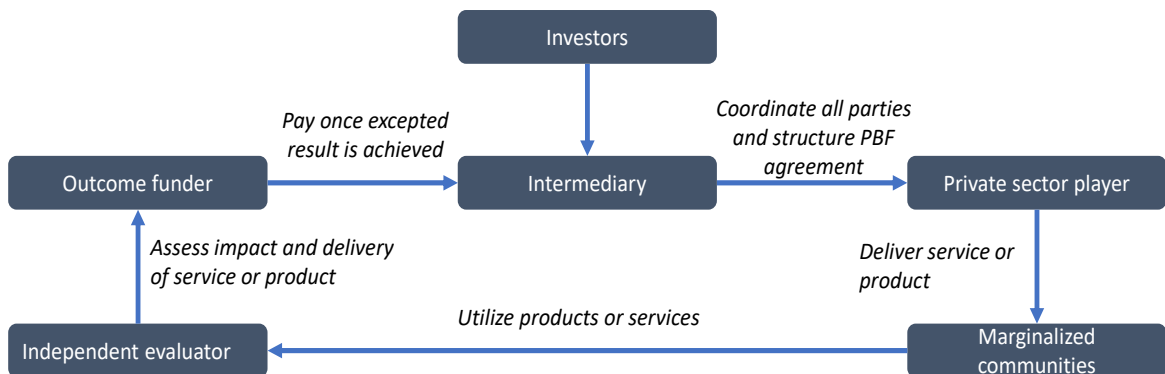 Investors
Pay once excepted
result is achieved
Coordinate all parties
and structure PBF
agreement
Outcome funder
Intermediary
Private sector player
Assess impact and delivery
of service or product
Deliver service or
product
Utilize products or services
Independent evaluator
Marginalized
communities